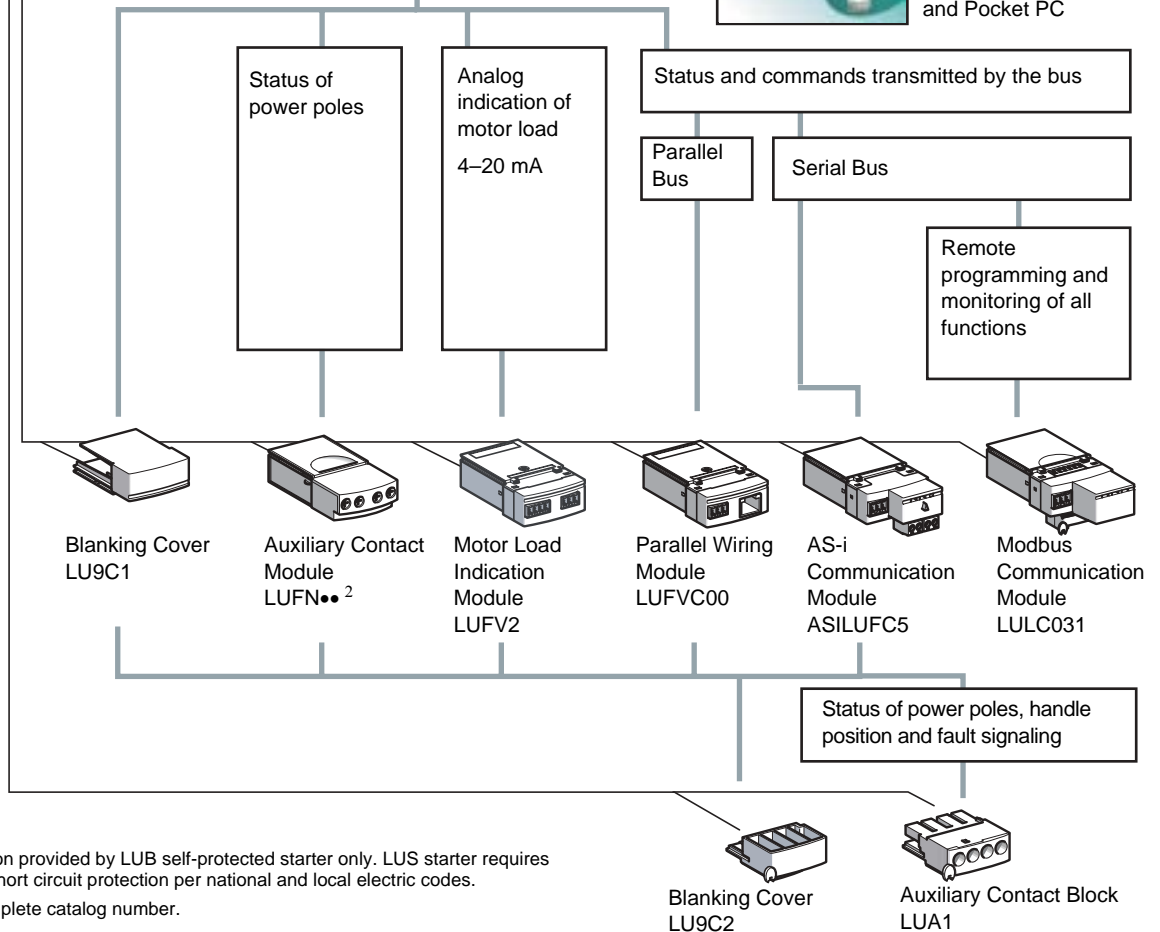 and Pocket PC
Status of
power poles
Analog
indication of
motor load
4–20 mA
Status and commands transmitted by the bus
Parallel
Bus
Serial Bus
Remote
programming and
monitoring of all
functions
Blanking Cover
LU9C1
Auxiliary Contact
Module
LUFN•• 2
Motor Load
Indication
Module
LUFV2
Parallel Wiring
Module
LUFVC00
AS-i
Communication
Module
ASILUFC5
Modbus
Communication
Module
LULC031
Status of power poles, handle
position and fault signaling
on provided by LUB self-protected starter only. LUS starter requires
hort circuit protection per national and local electric codes.
plete catalog number.
Blanking Cover
LU9C2
Auxiliary Contact Block
LUA1